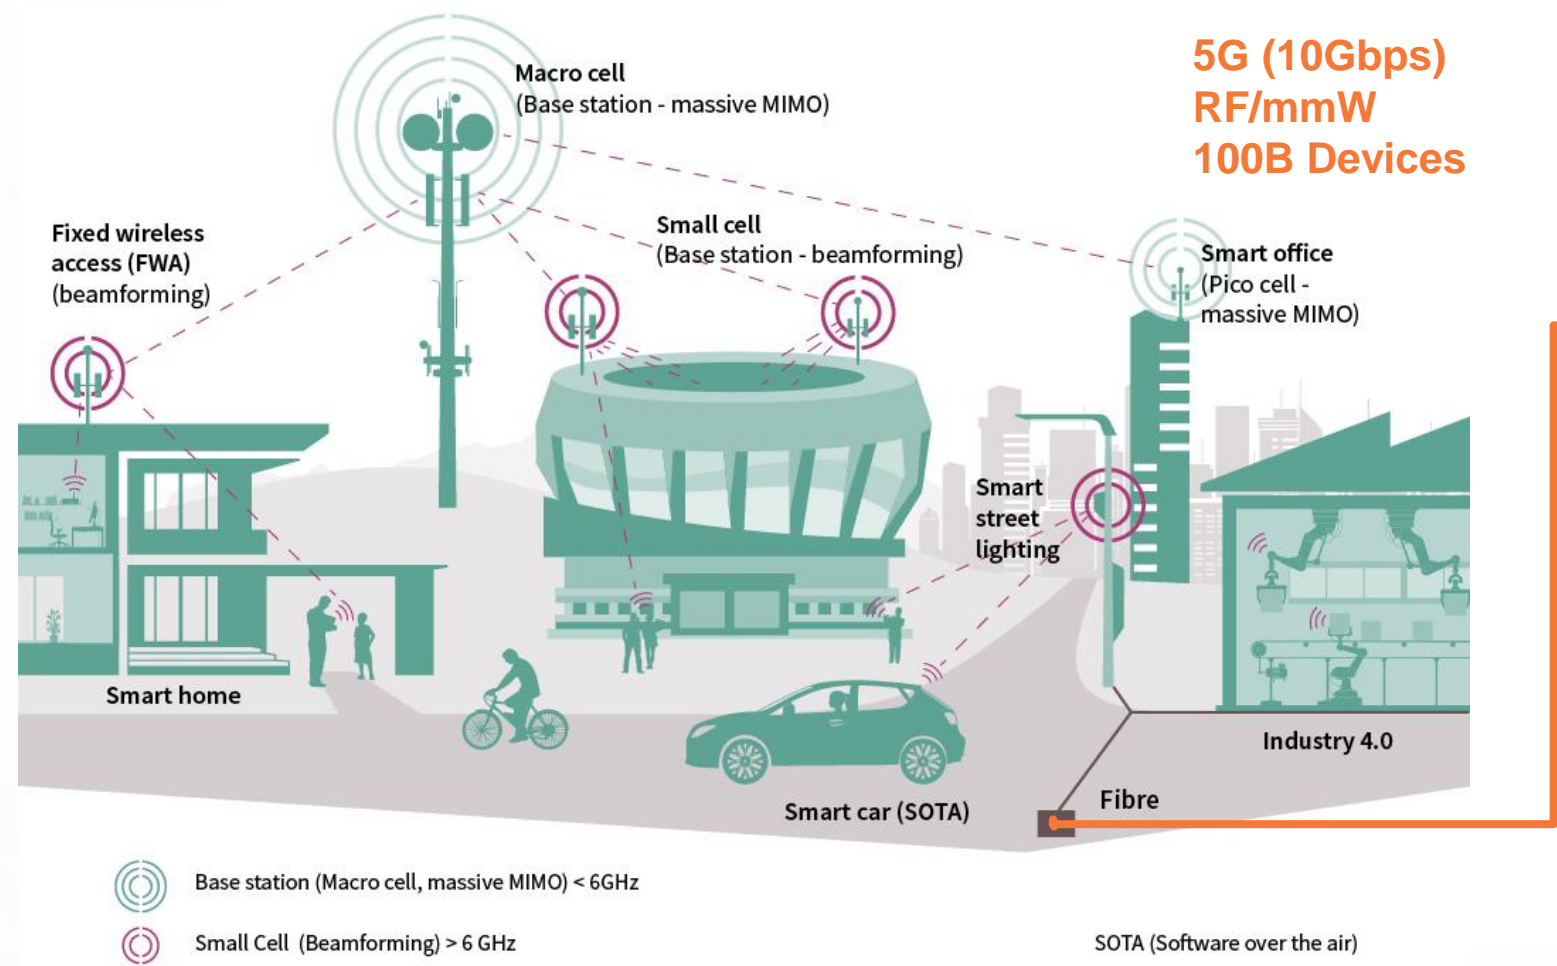 5G (10Gbps)
RF/mmW
100B Devices
Macro cell
(Base station - massive MIMO)
Fixed wireless
access (FWA)
(beamforming)
Small cell
(Base station - beamforming)
Smart office
(Pico cell -
massive MIMO)
Smart
street
lighting
Smart home
Industry 4.0
Smart car (SOTA)
Fibre
Base station (Macro cell, massive MIMO) < 6GHz
Small Cell (Beamforming) > 6 GHz
SOTA (Software over the air)